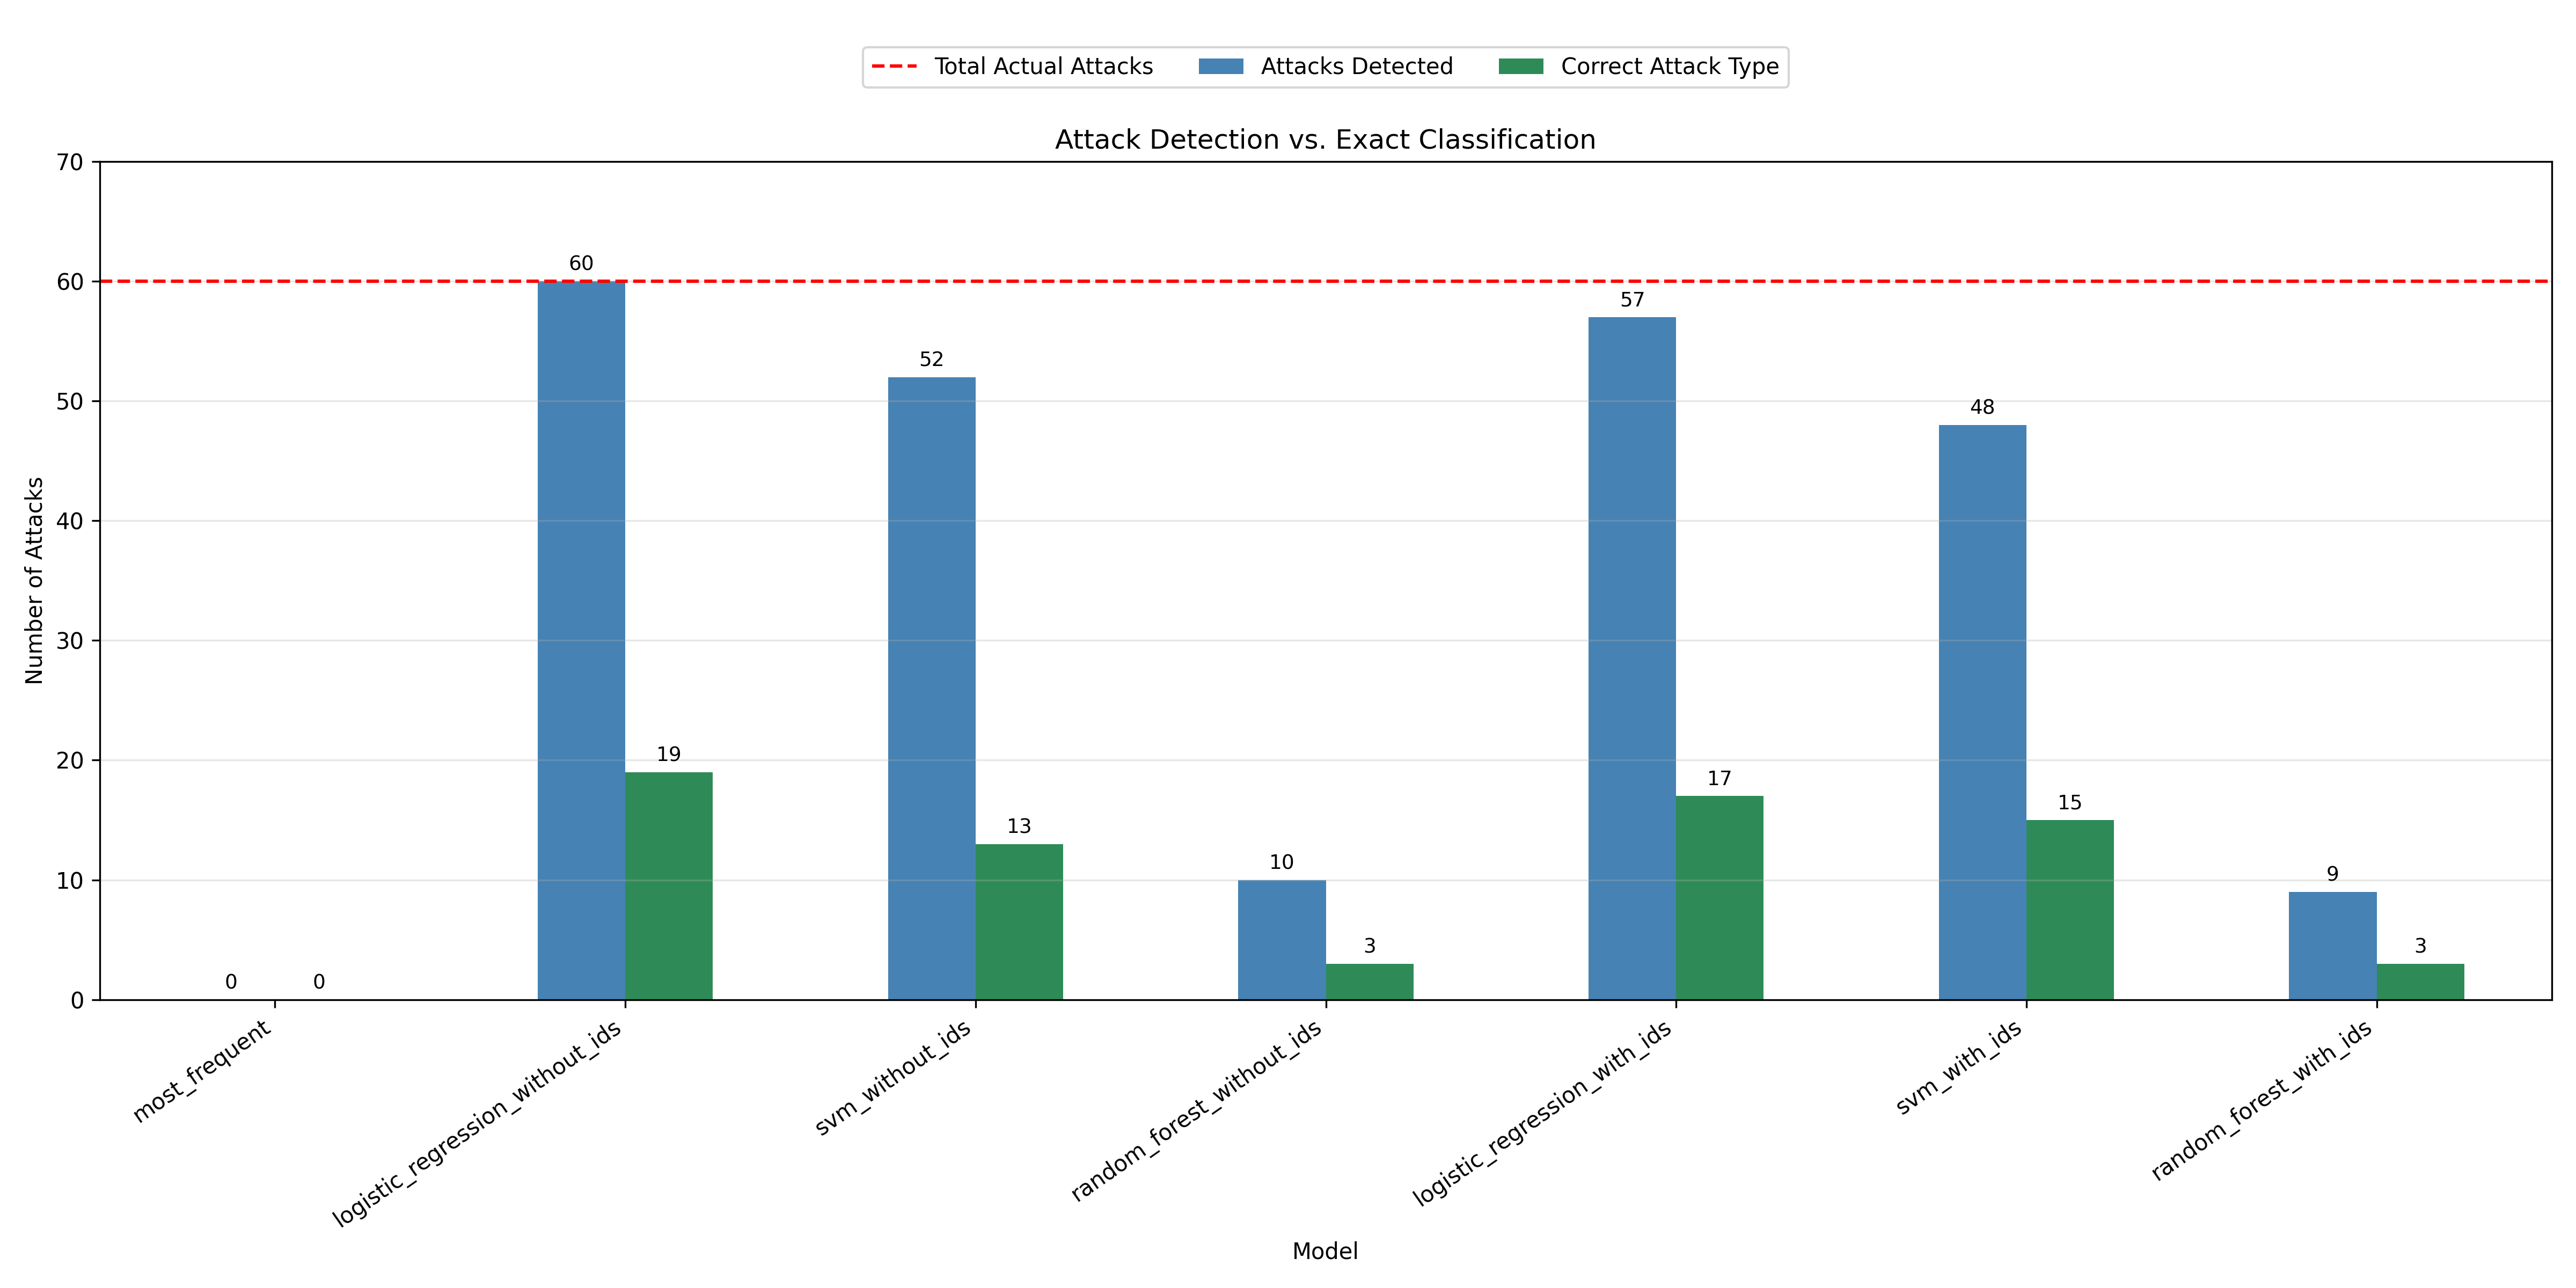 Total Actual Attacks Attacks Detected Correct Attack Type
Attack Detection vs. Exact Classification
70
60
50
40
30
20
10
0
Number of Attacks
0 0
60 19
52 13
10 3
57 17
48 15
9 3
most_frequent
logistic_regression_without_ids
svm_without_ids
random_forest_without_ids
logistic_regression_with_ids
svm_with_ids
random_forest_with_ids
Model